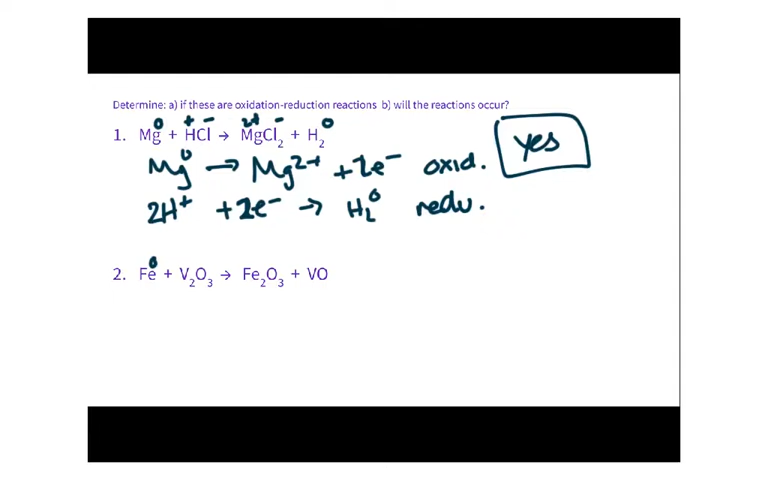 Determine: a) if these are oxidation-reduction reactions b) will the reactions occur?
0 + - 2+ - 0
1. Mg + HCl → MgCl₂ + H₂
yes
Mg⁰ → Mg²⁺ + 2e⁻ oxid.
2H⁺ + 2e⁻ → H₂⁰ redu.
0
2. Fe + V₂O₃ → Fe₂O₃ + VO